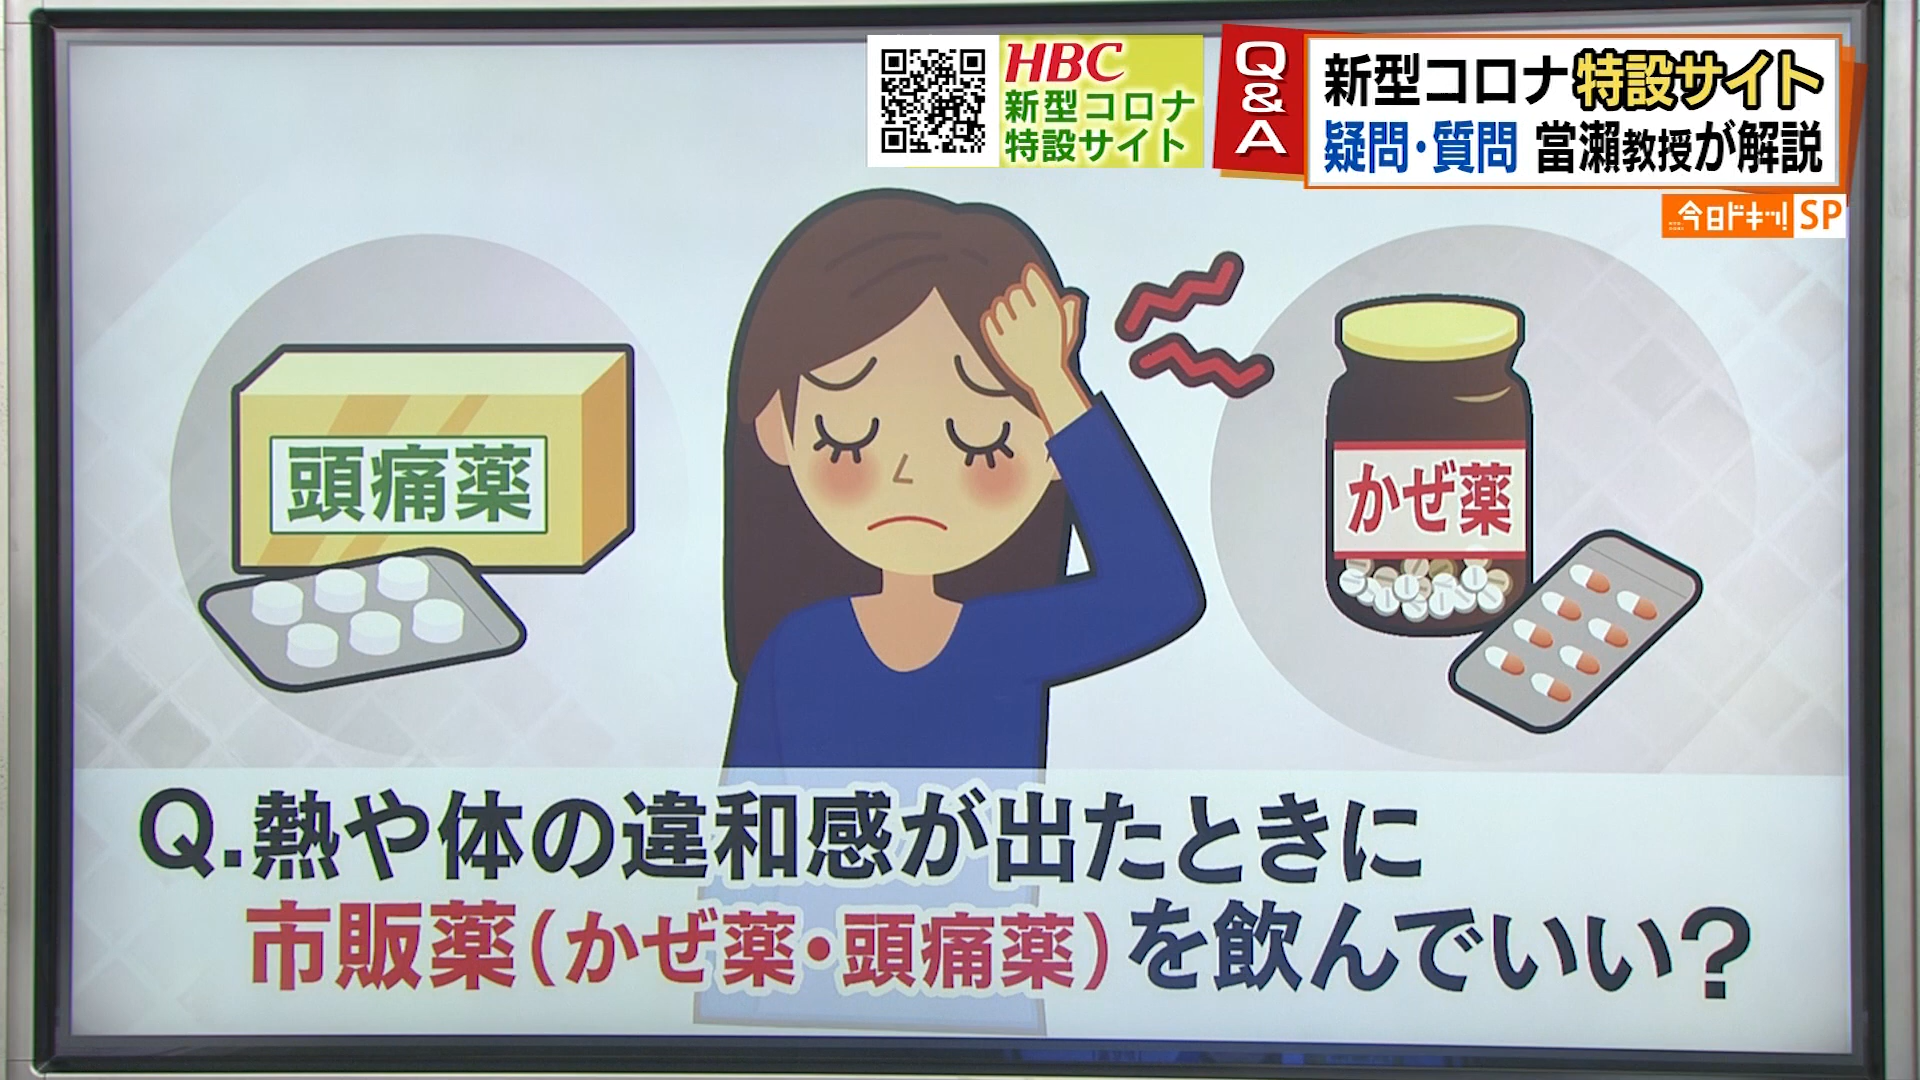 HBC
新型コロナ
特設サイト
Q&A
新型コロナ特設サイト
疑問・質問 當瀬教授が解説
今日ドキッ! SP
頭痛薬
かぜ薬
Q.熱や体の違和感が出たときに
市販薬(かぜ薬・頭痛薬)を飲んでいい?